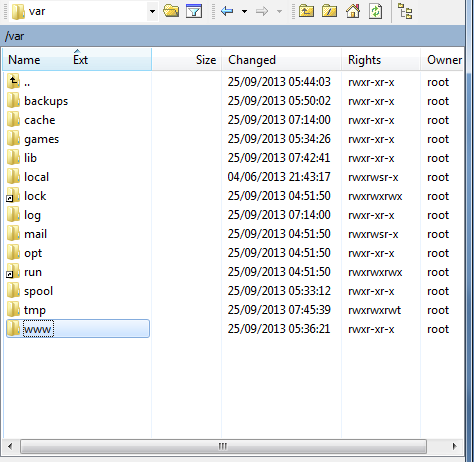 var
/var
Name Ext Size Changed Rights Owner
.. 25/09/2013 05:44:03 rwxr-xr-x root
backups 25/09/2013 05:50:02 rwxr-xr-x root
cache 25/09/2013 07:14:00 rwxr-xr-x root
games 25/09/2013 05:34:26 rwxr-xr-x root
lib 25/09/2013 07:42:41 rwxr-xr-x root
local 04/06/2013 21:43:17 rwxrwsr-x root
lock 25/09/2013 04:51:50 rwxrwxrwx root
log 25/09/2013 07:14:00 rwxr-xr-x root
mail 25/09/2013 04:51:50 rwxrwsr-x root
opt 25/09/2013 04:51:50 rwxr-xr-x root
run 25/09/2013 04:51:50 rwxrwxrwx root
spool 25/09/2013 05:33:12 rwxr-xr-x root
tmp 25/09/2013 07:45:39 rwxrwxrwt root
www 25/09/2013 05:36:21 rwxr-xr-x root